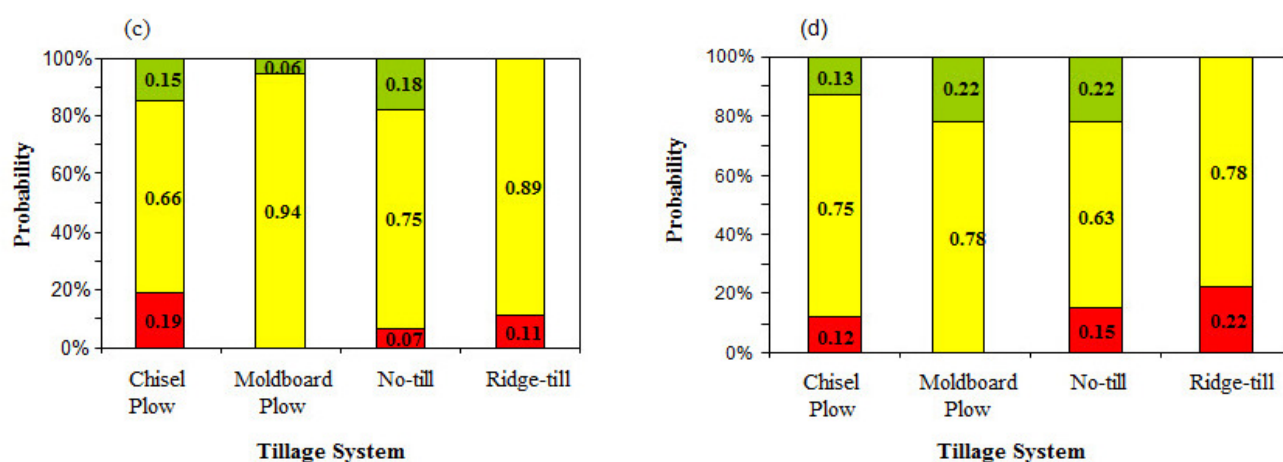 (c)
Probability
100%
80%
60%
40%
20%
0%
0.15
0.66
0.19
0.06
0.94
0.18
0.75
0.07
0.89
0.11
Chisel
Plow
Moldboard
Plow
No-till
Ridge-till
Tillage System
(d)
Probability
100%
80%
60%
40%
20%
0%
0.13
0.75
0.12
0.22
0.78
0.22
0.63
0.15
0.78
0.22
Chisel
Plow
Moldboard
Plow
No-till
Ridge-till
Tillage System